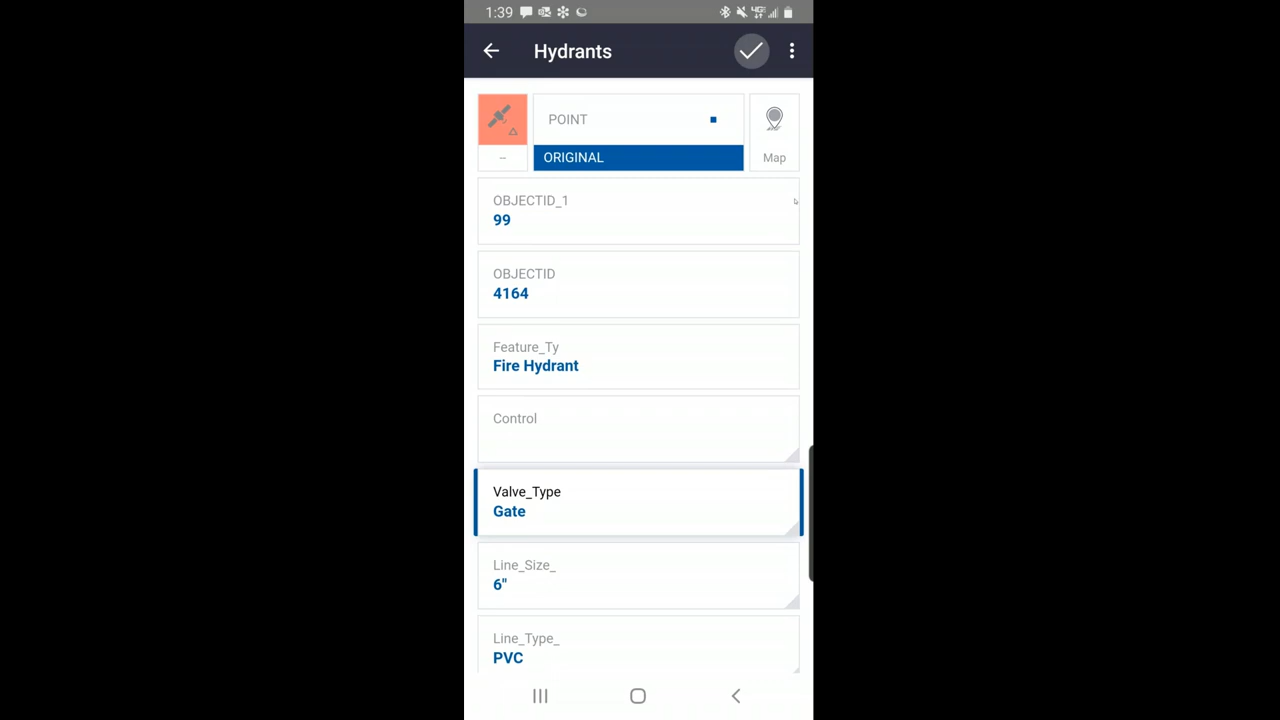 1:39
Hydrants
POINT
--
ORIGINAL
Map
OBJECTID_1
99
OBJECTID
4164
Feature_Ty
Fire Hydrant
Control
Valve_Type
Gate
Line_Size_
6"
Line_Type_
PVC